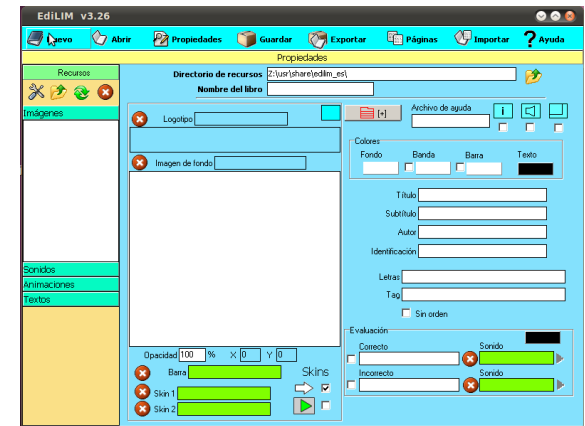 EdiLIM v3.26
Nuevo Abrir Propiedades Guardar Exportar Páginas Importar ? Ayuda
Propiedades
Recursos
Directorio de recursos Z:\usr\share\edilim_es\
Nombre del libro
Imágenes
Sonidos
Animaciones
Textos
Logotipo
Imagen de fondo
Opacidad 100 % X 0 Y 0
Barra
Skins
Skin 1
Skin 2
[+]
Archivo de ayuda
i
Colores
Fondo Banda Barra Texto
Título
Subtítulo
Autor
Identificación
Letras
Tag
Sin orden
Evaluación
Correcto Sonido
Incorrecto Sonido